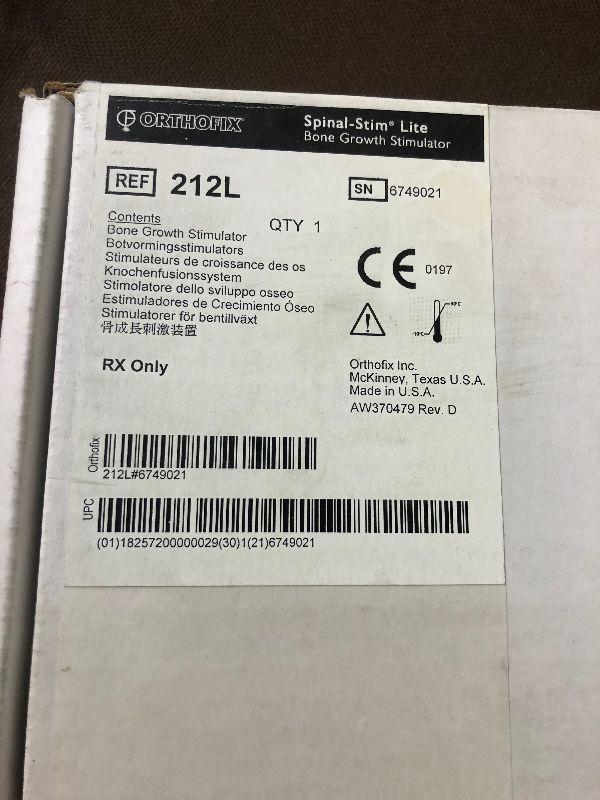 ORTHOFIX
Spinal-Stim® Lite
Bone Growth Stimulator
REF 212L
SN 6749021
Contents
QTY 1
Bone Growth Stimulator
Botvormingsstimulators
Stimulateurs de croissance des os
Knochenfusionssystem
Stimolatore dello sviluppo osseo
Estimuladores de Crecimiento Óseo
Stimulatorer för bentillväxt
骨成長刺激装置
CE 0197
RX Only
Orthofix Inc.
McKinney, Texas U.S.A.
Made in U.S.A.
AW370479 Rev. D
Orthofix
212L#6749021
UPC
(01)18257200000029(30)1(21)6749021